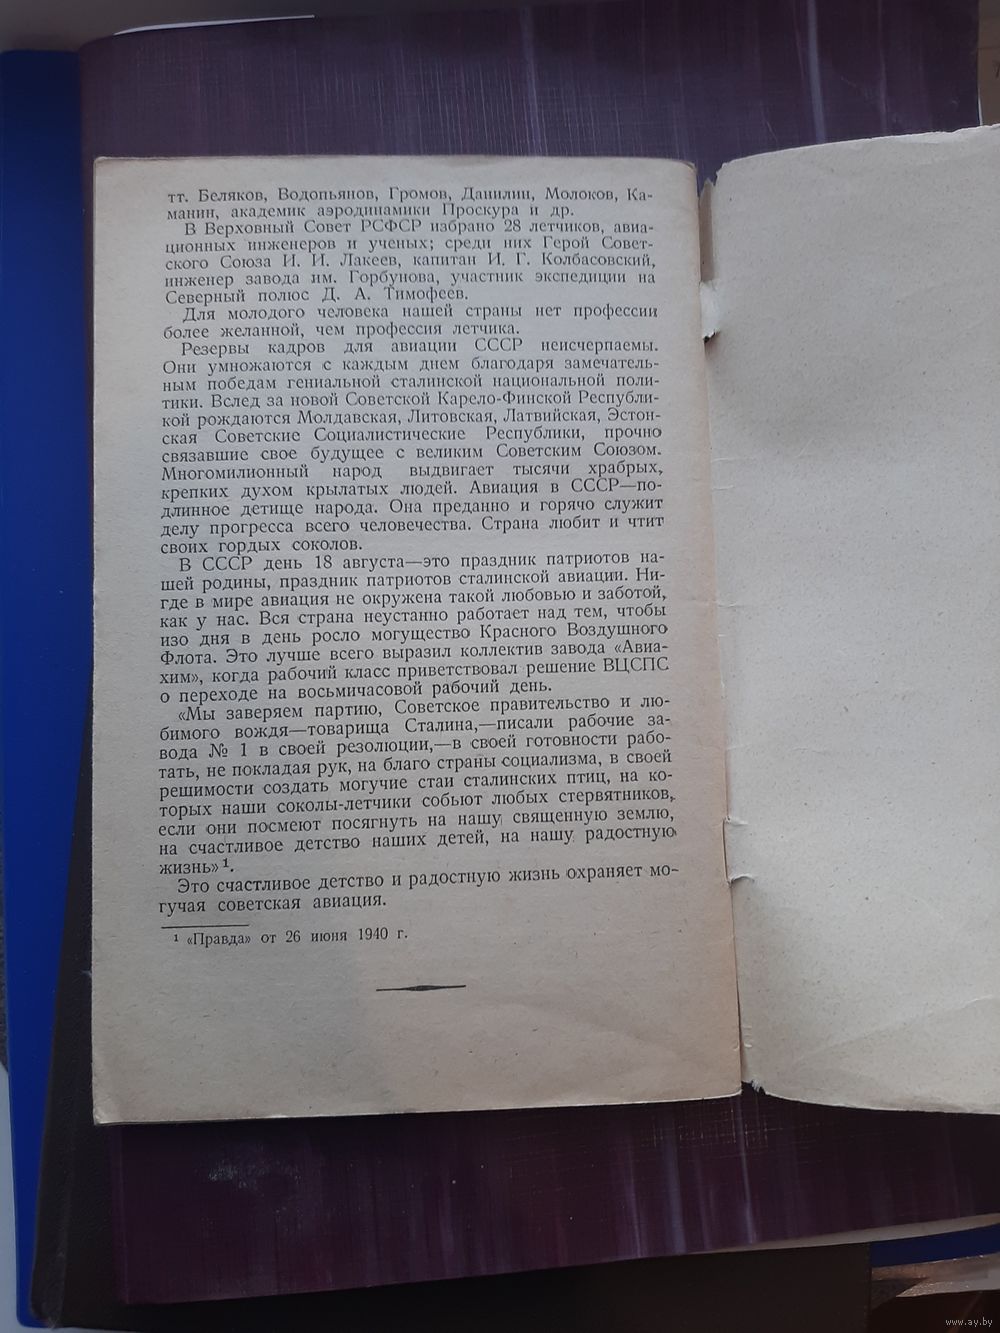 тт. Беляков, Водопьянов, Громов, Данилин, Молоков, Ка-
манин, академик аэродинамики Проскура и др.
В Верховный Совет РСФСР избрано 28 летчиков, авиа-
ционных инженеров и ученых; среди них Герой Совет-
ского Союза И. И. Лакеев, капитан И. Г. Колбасовский,
инженер завода им. Горбунова, участник экспедиции на
Северный полюс Д. А. Тимофеев.
Для молодого человека нашей страны нет профессии
более желанной, чем профессия летчика.
Резервы кадров для авиации СССР неисчерпаемы.
Они умножаются с каждым днем благодаря замечатель-
ным победам гениальной сталинской национальной поли-
тики. Вслед за новой Советской Карело-Финской Республи-
кой рождаются Молдавская, Литовская, Латвийская, Эстон-
ская Советские Социалистические Республики, прочно
связавшие свое будущее с великим Советским Союзом.
Многомилионный народ выдвигает тысячи храбрых,
крепких духом крылатых людей. Авиация в СССР—по-
длинное детище народа. Она преданно и горячо служит
делу прогресса всего человечества. Страна любит и чтит
своих гордых соколов.
В СССР день 18 августа—это праздник патриотов на-
шей родины, праздник патриотов сталинской авиации. Ни-
где в мире авиация не окружена такой любовью и заботой,
как у нас. Вся страна неустанно работает над тем, чтобы
изо дня в день росло могущество Красного Воздушного
Флота. Это лучше всего выразил коллектив завода «Авиа-
хим», когда рабочий класс приветствовал решение ВЦСПС
о переходе на восьмичасовой рабочий день.
«Мы заверяем партию, Советское правительство и лю-
бимого вождя—товарища Сталина,—писали рабочие за-
вода № 1 в своей резолюции,—в своей готовности рабо-
тать, не покладая рук, на благо страны социализма, в своей
решимости создать могучие стаи сталинских птиц, на ко-
торых наши соколы-летчики собьют любых стервятников,
если они посмеют посягнуть на нашу священную землю,
на счастливое детство наших детей, на нашу радостную
жизнь» ¹.
Это счастливое детство и радостную жизнь охраняет мо-
гучая советская авиация.
¹ «Правда» от 26 июня 1940 г.
www.ay.by